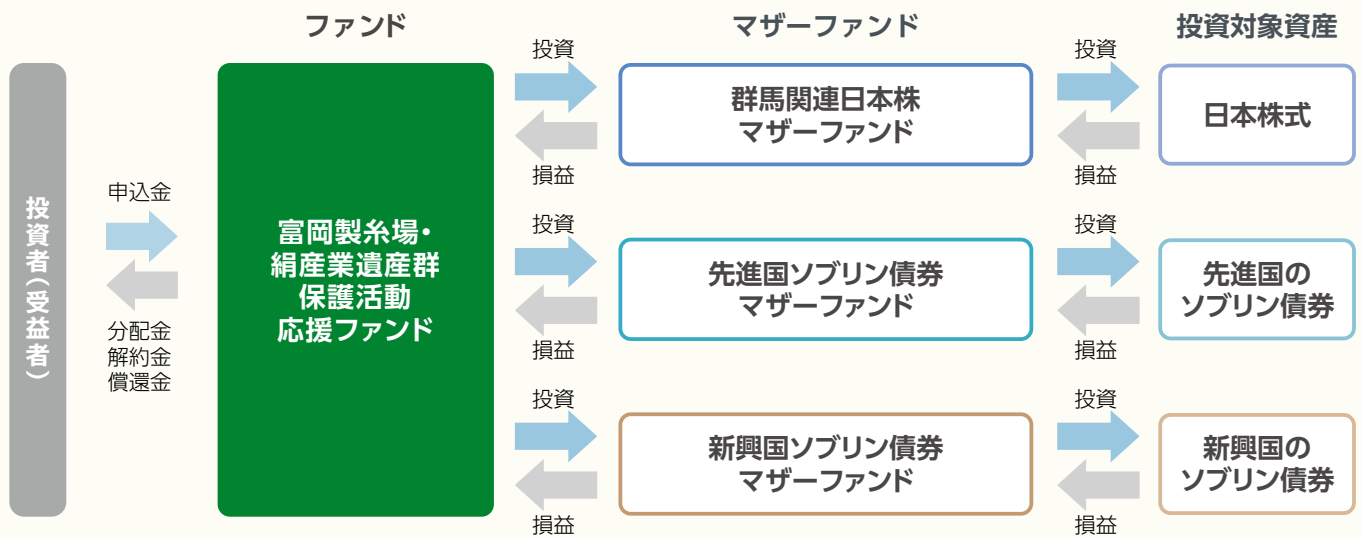 ファンド
マザーファンド
投資対象資産
投資者（受益者）
申込金
分配金
解約金
償還金
富岡製糸場・
絹産業遺産群
保護活動
応援ファンド
投資
損益
群馬関連日本株
マザーファンド
投資
損益
日本株式
投資
損益
先進国ソブリン債券
マザーファンド
投資
損益
先進国の
ソブリン債券
投資
損益
新興国ソブリン債券
マザーファンド
投資
損益
新興国の
ソブリン債券